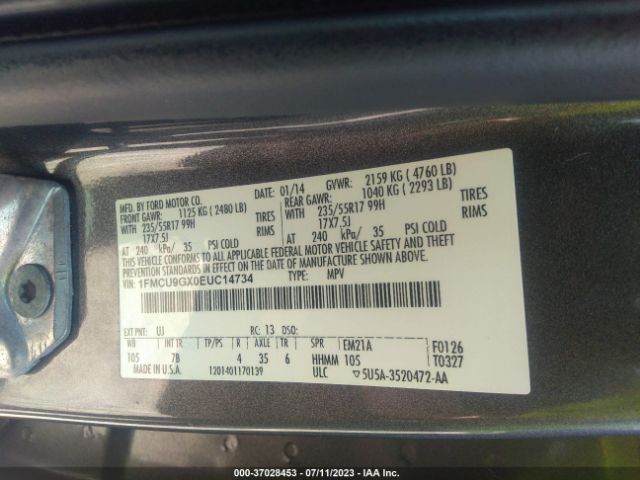 MFD. BY FORD MOTOR CO.
DATE: 01/14 GVWR: 2159 KG ( 4760 LB)
FRONT GAWR: 1125 KG ( 2480 LB) REAR GAWR: 1040 KG ( 2293 LB)
WITH 235/55R17 99H TIRES WITH 235/55R17 99H TIRES
17X7.5J RIMS 17X7.5J RIMS
AT 240 kPa/ 35 PSI COLD AT 240 kPa/ 35 PSI COLD
THIS VEHICLE CONFORMS TO ALL APPLICABLE FEDERAL MOTOR VEHICLE SAFETY AND THEFT
PREVENTION STANDARDS IN EFFECT ON THE DATE OF MANUFACTURE SHOWN ABOVE.
VIN: 1FMCU9GX0EUC14734 TYPE: MPV
EXT PNT: UJ RC: 13 DSO:
WB INT TR TP/PS R AXLE TR SPR EM21A F0126
105 7B 4 35 6 HHMM 105 T0327
MADE IN U.S.A. 1201401170139 ULC 5U5A-3520472-AA
000-37028453 - 07/11/2023 - IAA Inc.